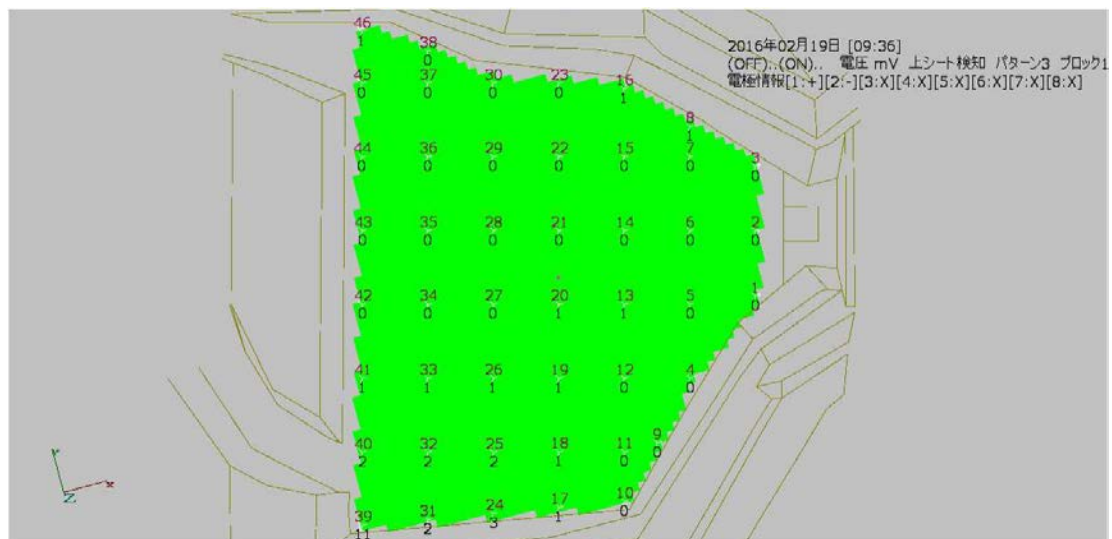 46
1
38
0
2016年02月19日 [09:36]
(OFF)..(ON).. 電圧 mV 上シート検知 パターン3 ブロック1
電極情報[1:+][2:-][3:X][4:X][5:X][6:X][7:X][8:X]
45 37 30 23 16
0 0 0 0 1
8
1
44 36 29 22 15 7 3
0 0 0 0 0 0 0
43 35 28 21 14 6 2
0 0 0 0 0 0 0
42 34 27 20 13 5 1
0 0 0 1 1 0 0
41 33 26 19 12 4
1 1 1 1 0 0
40 32 25 18 11 9
2 2 2 1 0 0
39 31 24 17 10
11 2 3 1 0
Y
X
Z